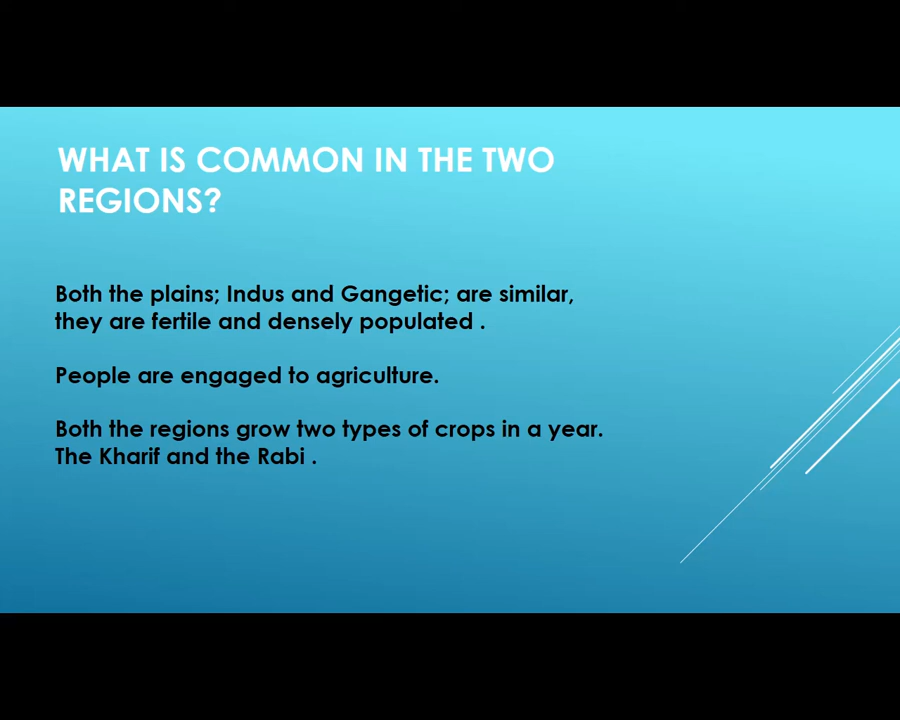 WHAT IS COMMON IN THE TWO
REGIONS?
Both the plains; Indus and Gangetic; are similar,
they are fertile and densely populated .
People are engaged to agriculture.
Both the regions grow two types of crops in a year.
The Kharif and the Rabi .